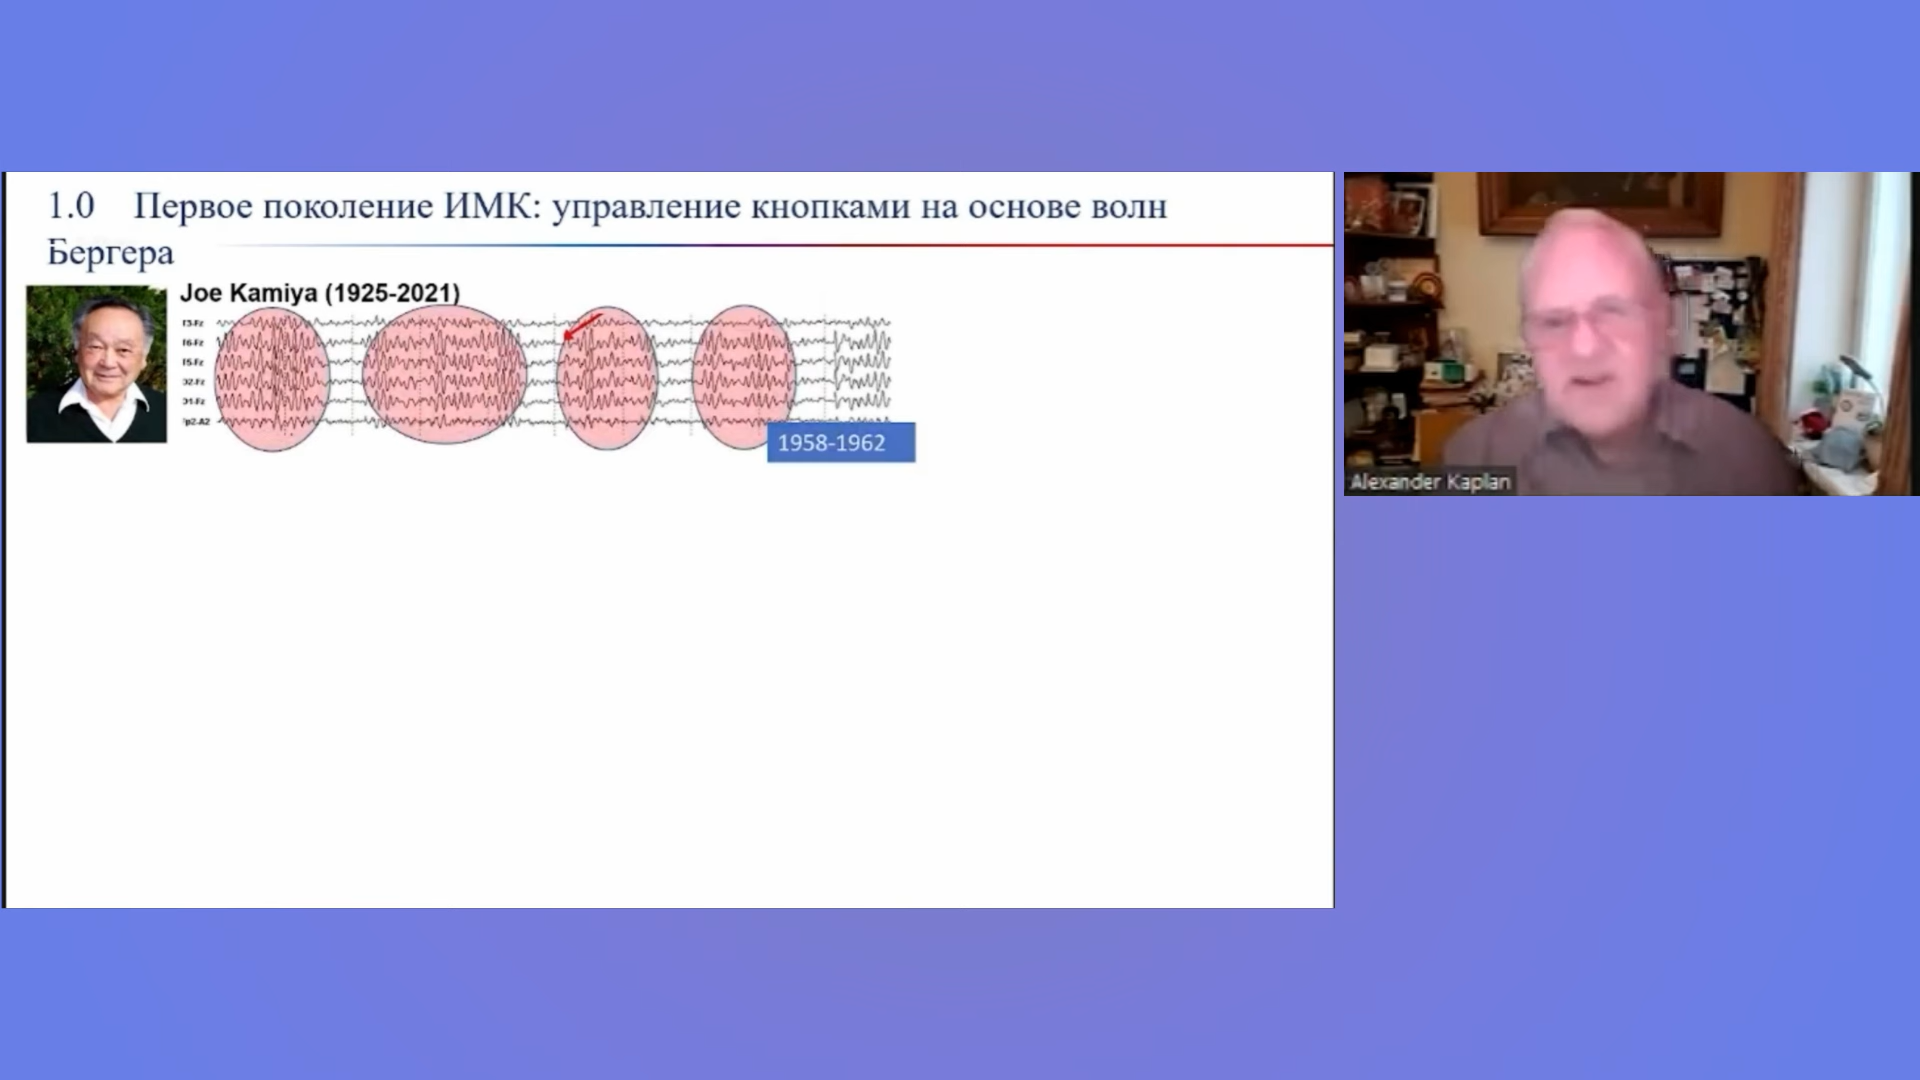 1.0 Первое поколение ИМК: управление кнопками на основе волн
Бергера
Joe Kamiya (1925-2021)
1958-1962
Alexander Kaplan